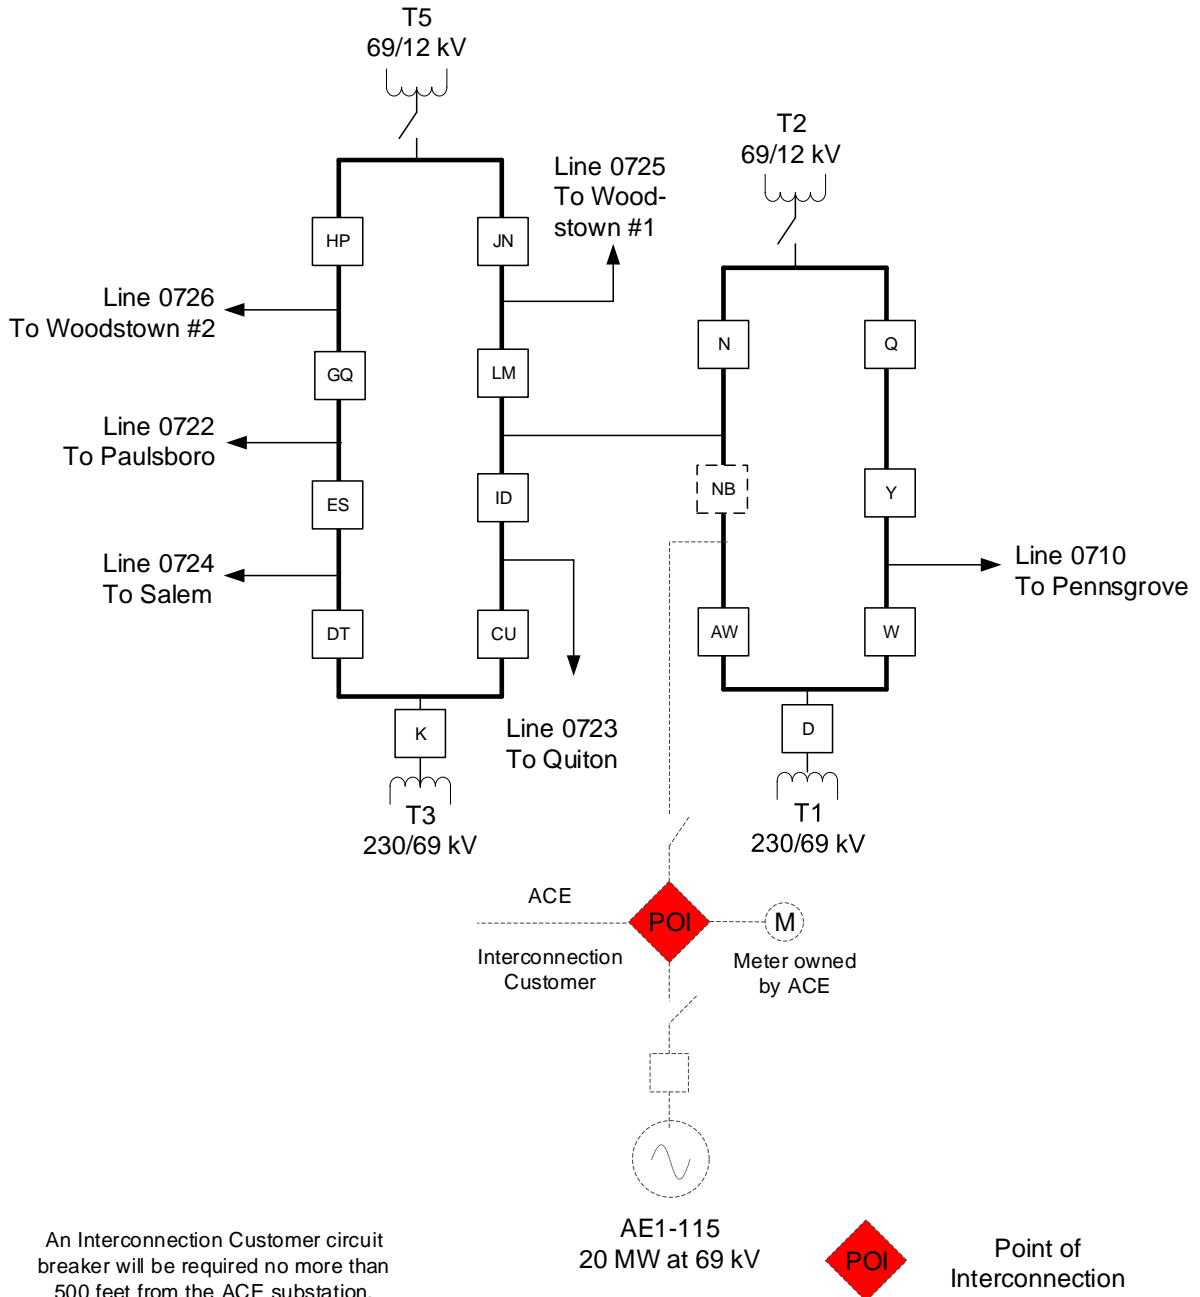 T5
69/12 kV
T2
69/12 kV
Line 0725
To Wood-
stown #1
HP
JN
Line 0726
To Woodstown #2
N
Q
GQ
LM
Line 0722
To Paulsboro
NB
Y
ES
ID
Line 0710
To Pennsgrove
Line 0724
To Salem
DT
CU
AW
W
K
D
Line 0723
To Quiton
T3
230/69 kV
T1
230/69 kV
ACE
POI
M
Interconnection
Customer
Meter owned
by ACE
AE1-115
20 MW at 69 kV
An Interconnection Customer circuit
breaker will be required no more than
500 feet from the ACE substation.
POI
Point of
Interconnection